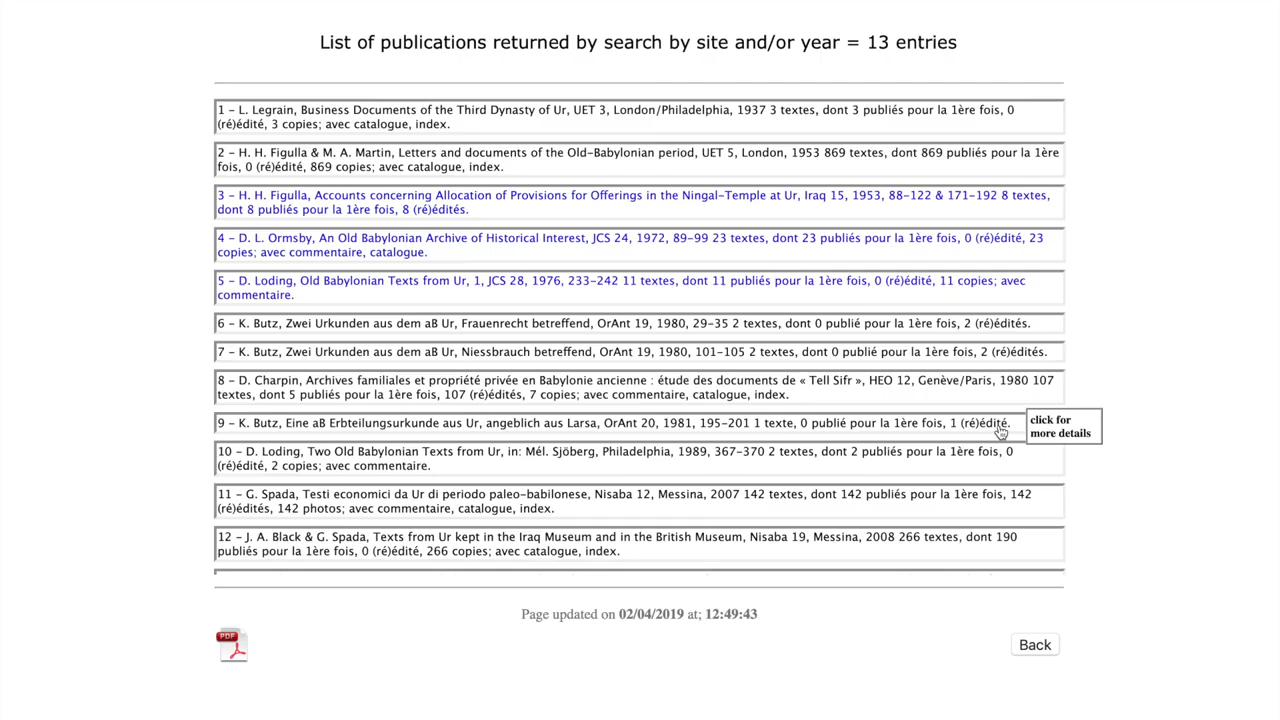 List of publications returned by search by site and/or year = 13 entries
1 – L. Legrain, Business Documents of the Third Dynasty of Ur, UET 3, London/Philadelphia, 1937 3 textes, dont 3 publiés pour la 1ère fois, 0
(ré)édité, 3 copies; avec catalogue, index.
2 – H. H. Figulla & M. A. Martin, Letters and documents of the Old-Babylonian period, UET 5, London, 1953 869 textes, dont 869 publiés pour la 1ère
fois, 0 (ré)édité, 869 copies; avec catalogue, index.
3 – H. H. Figulla, Accounts concerning Allocation of Provisions for Offerings in the Ningal-Temple at Ur, Iraq 15, 1953, 88–122 & 171–192 8 textes,
dont 8 publiés pour la 1ère fois, 8 (ré)édités.
4 – D. L. Ormsby, An Old Babylonian Archive of Historical Interest, JCS 24, 1972, 89–99 23 textes, dont 23 publiés pour la 1ère fois, 0 (ré)édité, 23
copies; avec commentaire, catalogue.
5 – D. Loding, Old Babylonian Texts from Ur, 1, JCS 28, 1976, 233–242 11 textes, dont 11 publiés pour la 1ère fois, 0 (ré)édité, 11 copies; avec
commentaire.
6 – K. Butz, Zwei Urkunden aus dem aB Ur, Frauenrecht betreffend, OrAnt 19, 1980, 29–35 2 textes, dont 0 publié pour la 1ère fois, 2 (ré)édités.
7 – K. Butz, Zwei Urkunden aus dem aB Ur, Niessbrauch betreffend, OrAnt 19, 1980, 101–105 2 textes, dont 0 publié pour la 1ère fois, 2 (ré)édités.
8 – D. Charpin, Archives familiales et propriété privée en Babylonie ancienne : étude des documents de « Tell Sifr », HEO 12, Genève/Paris, 1980 107
textes, dont 5 publiés pour la 1ère fois, 107 (ré)édités, 7 copies; avec commentaire, catalogue, index.
9 – K. Butz, Eine aB Erbteilungsurkunde aus Ur, angeblich aus Larsa, OrAnt 20, 1981, 195–201 1 texte, 0 publié pour la 1ère fois, 1 (ré)édité.
click for
more details
10 – D. Loding, Two Old Babylonian Texts from Ur, in: Mél. Sjöberg, Philadelphia, 1989, 367–370 2 textes, dont 2 publiés pour la 1ère fois, 0
(ré)édité, 2 copies; avec commentaire.
11 – G. Spada, Testi economici da Ur di periodo paleo-babilonese, Nisaba 12, Messina, 2007 142 textes, dont 142 publiés pour la 1ère fois, 142
(ré)édités, 142 photos; avec commentaire, catalogue, index.
12 – J. A. Black & G. Spada, Texts from Ur kept in the Iraq Museum and in the British Museum, Nisaba 19, Messina, 2008 266 textes, dont 190
publiés pour la 1ère fois, 0 (ré)édité, 266 copies; avec catalogue, index.
Page updated on 02/04/2019 at; 12:49:43
PDF
Back